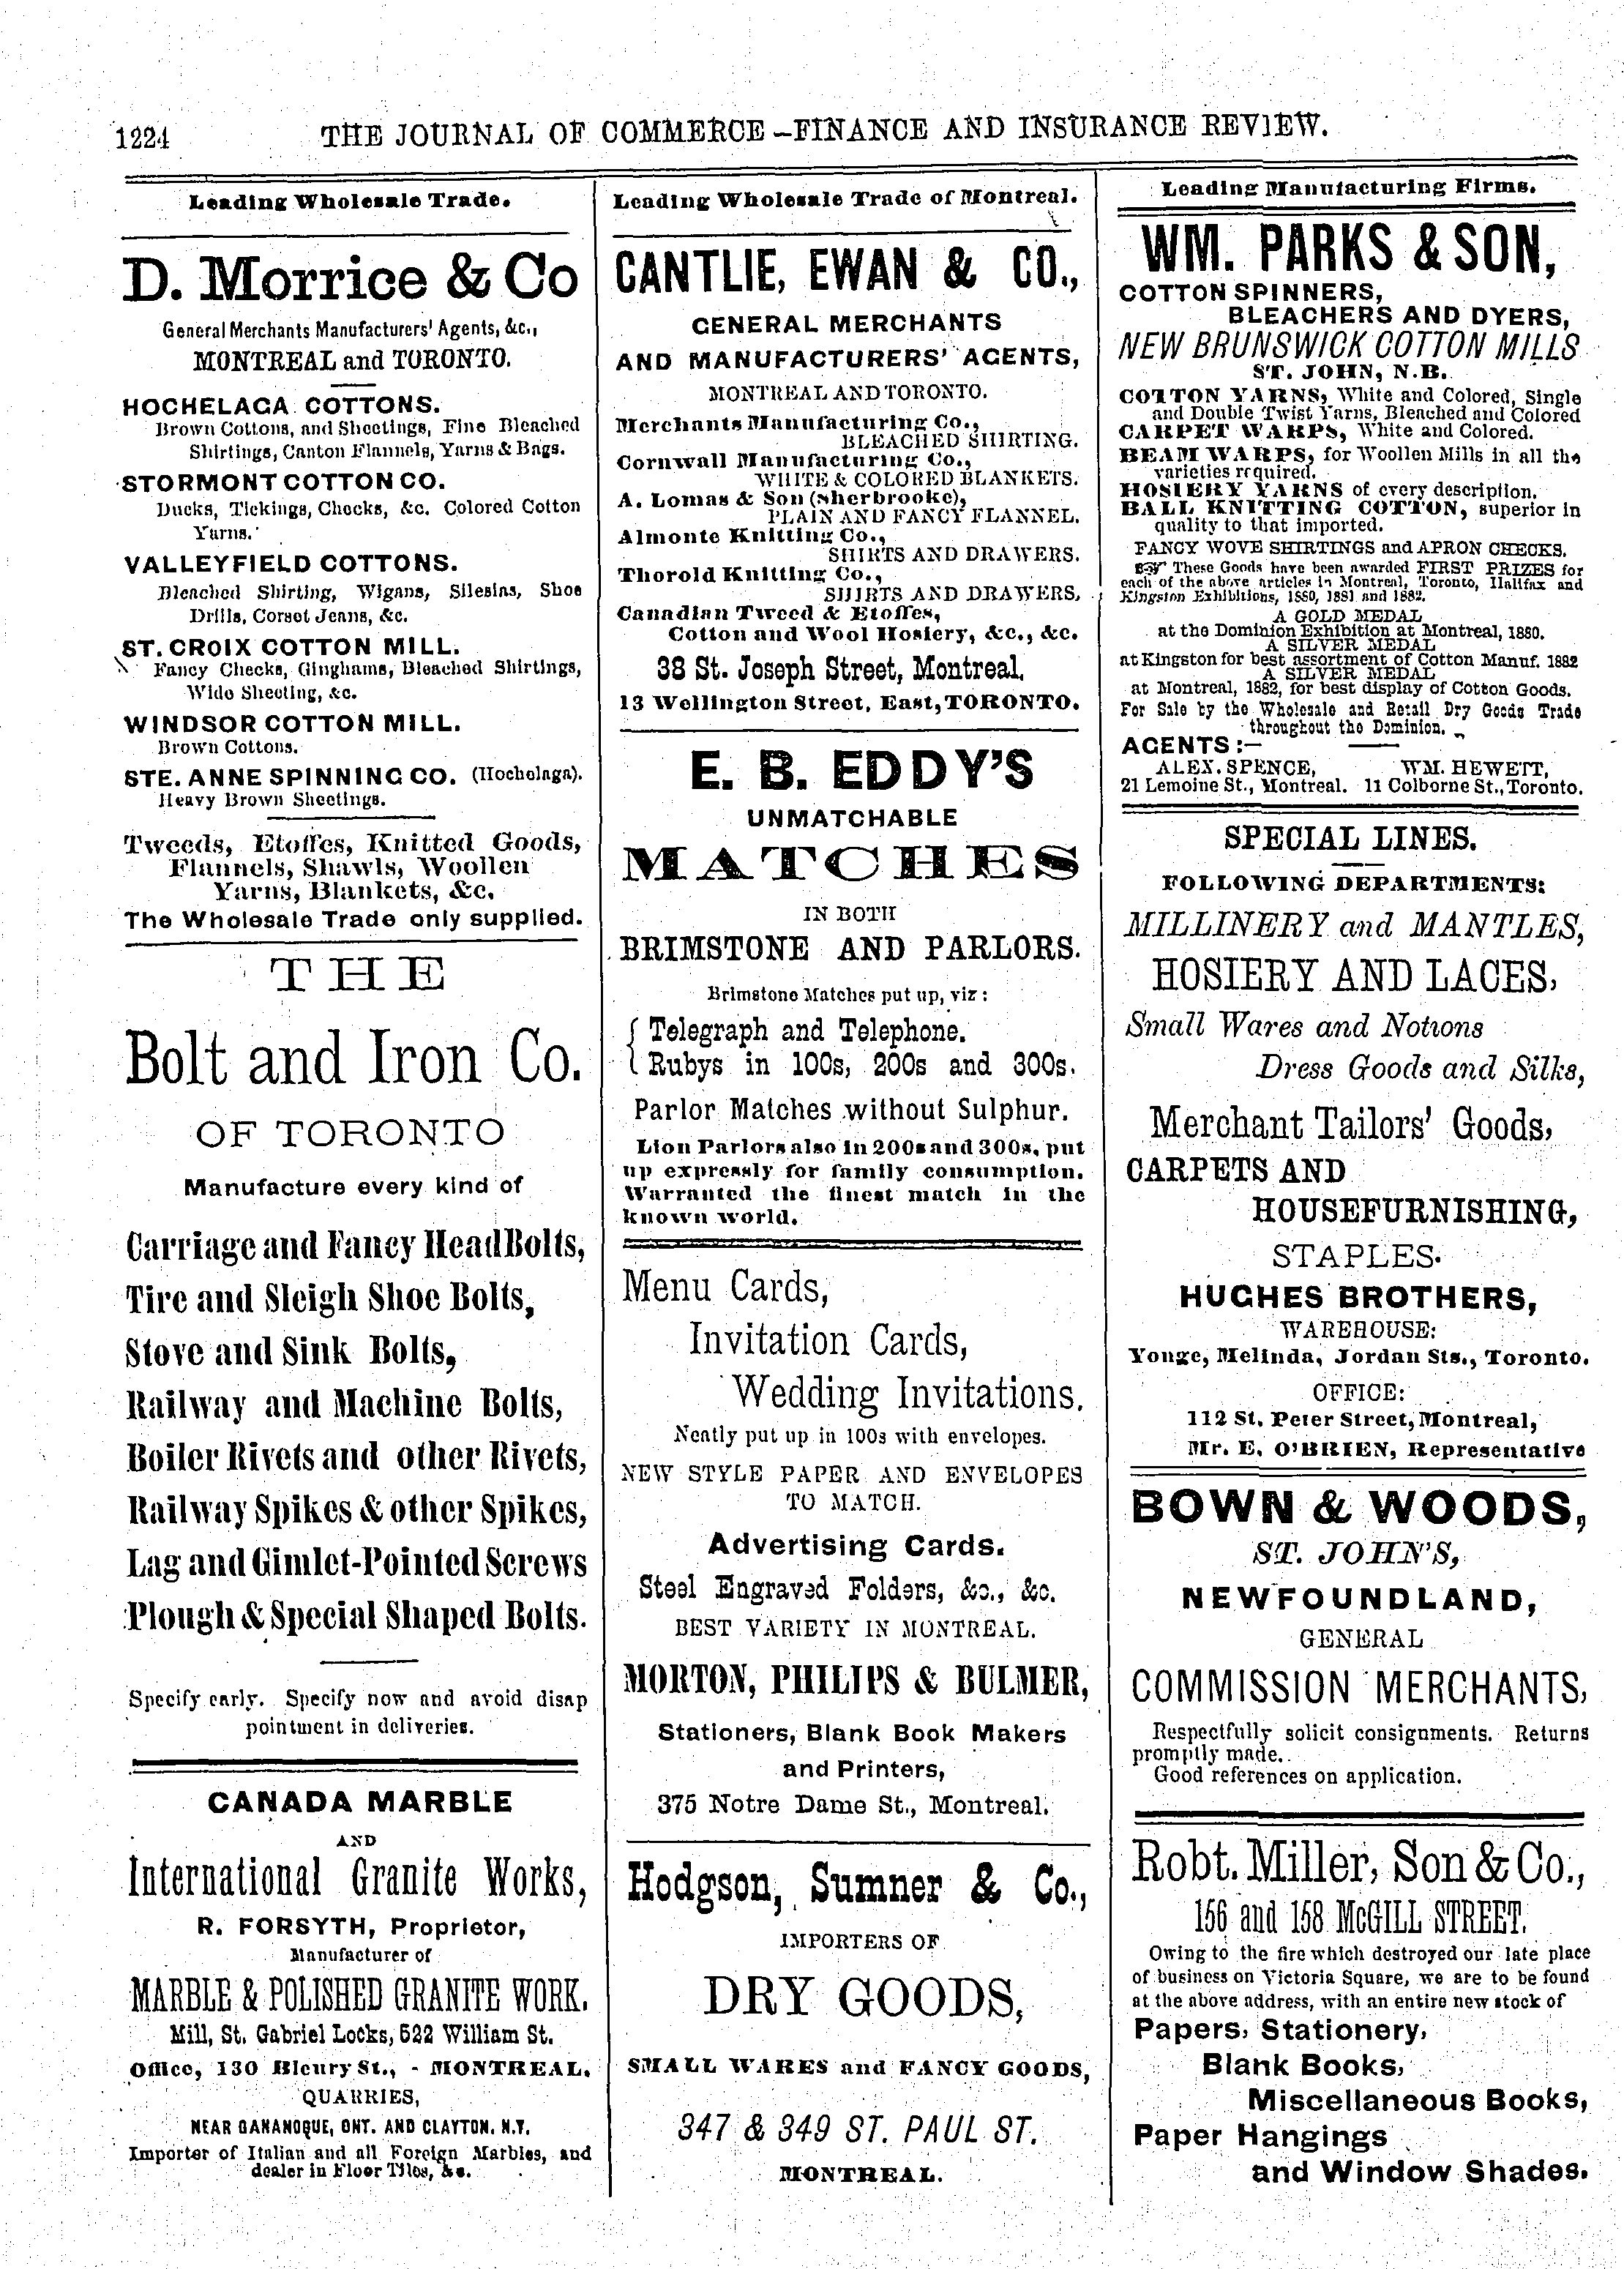 1224
THE JOURNAL OF COMMERCE—FINANCE AND INSURANCE REVIEW.
Leading Wholesale Trade.
D. Morrice & Co
General Merchants Manufacturers' Agents, &c.,
MONTREAL and TORONTO.
HOCHELAGA COTTONS.
Brown Cottons, and Sheetings, Fine Bleached
Shirtings, Canton Flannels, Yarns & Bags.
STORMONT COTTON CO.
Ducks, Tickings, Checks, &c. Colored Cotton
Yarns.
VALLEYFIELD COTTONS.
Bleached Shirting, Wigans, Silesias, Shoe
Drills, Corset Jeans, &c.
ST. CROIX COTTON MILL.
Fancy Checks, Ginghams, Bleached Shirtings,
Wide Sheeting, &c.
WINDSOR COTTON MILL.
Brown Cottons.
STE. ANNE SPINNING CO. (Hochelaga).
Heavy Brown Sheetings.
Tweeds, Etoffes, Knitted Goods,
Flannels, Shawls, Woollen
Yarns, Blankets, &c.
The Wholesale Trade only supplied.
THE
Bolt and Iron Co.
OF TORONTO
Manufacture every kind of
Carriage and Fancy Head Bolts,
Tire and Sleigh Shoe Bolts,
Stove and Sink Bolts,
Railway and Machine Bolts,
Boiler Rivets and other Rivets,
Railway Spikes & other Spikes,
Lag and Gimlet-Pointed Screws
Plough & Special Shaped Bolts.
Specify early. Specify now and avoid disap
pointment in deliveries.
CANADA MARBLE
AND
International Granite Works,
R. FORSYTH, Proprietor,
Manufacturer of
MARBLE & POLISHED GRANITE WORK.
Mill, St. Gabriel Locks, 522 William St.
Office, 130 Bleury St., - MONTREAL.
QUARRIES,
NEAR GANANOQUE, ONT. AND CLAYTON, N.Y.
Importer of Italian and all Foreign Marbles, and
dealer in Floor Tiles, &c.
Leading Wholesale Trade of Montreal.
CANTLIE, EWAN & CO.,
GENERAL MERCHANTS
AND MANUFACTURERS' AGENTS,
MONTREAL AND TORONTO.
Merchants Manufacturing Co.,
BLEACHED SHIRTING.
Cornwall Manufacturing Co.,
WHITE & COLORED BLANKETS.
A. Lomas & Son (Sherbrooke),
PLAIN AND FANCY FLANNEL.
Almonte Knitting Co.,
SHIRTS AND DRAWERS.
Thorold Knitting Co.,
SHIRTS AND DRAWERS.
Canadian Tweed & Etoffes,
Cotton and Wool Hosiery, &c., &c.
38 St. Joseph Street, Montreal.
13 Wellington Street, East, TORONTO.
E. B. EDDY'S
UNMATCHABLE
MATCHES
IN BOTH
BRIMSTONE AND PARLORS.
Brimstone Matches put up, viz:
Telegraph and Telephone.
Rubys in 100s, 200s and 300s.
Parlor Matches without Sulphur.
Lion Parlors also in 200s and 300s, put
up expressly for family consumption.
Warranted the finest match in the
known world.
Menu Cards,
Invitation Cards,
Wedding Invitations.
Neatly put up in 100s with envelopes.
NEW STYLE PAPER AND ENVELOPES
TO MATCH.
Advertising Cards.
Steel Engraved Folders, &c., &c.
BEST VARIETY IN MONTREAL.
MORTON, PHILIPS & BULMER,
Stationers, Blank Book Makers
and Printers,
375 Notre Dame St., Montreal.
Hodgson, Sumner & Co.,
IMPORTERS OF
DRY GOODS,
SMALL WARES and FANCY GOODS,
347 & 349 ST. PAUL ST.
MONTREAL.
Leading Manufacturing Firms.
WM. PARKS & SON,
COTTON SPINNERS,
BLEACHERS AND DYERS,
NEW BRUNSWICK COTTON MILLS
ST. JOHN, N.B.
COTTON YARNS, White and Colored, Single
and Double Twist Yarns, Bleached and Colored
CARPET WARPS, White and Colored.
BEAM WARPS, for Woollen Mills in all the
varieties required.
HOSIERY YARNS of every description.
BALL KNITTING COTTON, superior in
quality to that imported.
FANCY WOVE SHIRTINGS and APRON CHECKS.
These Goods have been awarded FIRST PRIZES for
each of the above articles in Montreal, Toronto, Halifax and
Kingston Exhibitions, 1880, 1881 and 1882.
A GOLD MEDAL
at the Dominion Exhibition at Montreal, 1880.
A SILVER MEDAL
at Kingston for best assortment of Cotton Manuf. 1882
A SILVER MEDAL
at Montreal, 1882, for best display of Cotton Goods.
For Sale by the Wholesale and Retail Dry Goods Trade
throughout the Dominion.
AGENTS:—
ALEX. SPENCE, WM. HEWETT,
21 Lemoine St., Montreal. 11 Colborne St., Toronto.
SPECIAL LINES.
FOLLOWING DEPARTMENTS:
MILLINERY and MANTLES,
HOSIERY AND LACES,
Small Wares and Notions
Dress Goods and Silks,
Merchant Tailors' Goods,
CARPETS AND
HOUSEFURNISHING,
STAPLES.
HUGHES BROTHERS,
WAREHOUSE:
Yonge, Melinda, Jordan Sts., Toronto.
OFFICE:
112 St. Peter Street, Montreal,
Mr. E. O'BRIEN, Representative
BOWN & WOODS,
ST. JOHN'S,
NEWFOUNDLAND,
GENERAL
COMMISSION MERCHANTS,
Respectfully solicit consignments. Returns
promptly made.
Good references on application.
Robt. Miller, Son & Co.,
156 and 158 McGILL STREET.
Owing to the fire which destroyed our late place
of business on Victoria Square, we are to be found
at the above address, with an entire new stock of
Papers, Stationery,
Blank Books,
Miscellaneous Books,
Paper Hangings
and Window Shades.